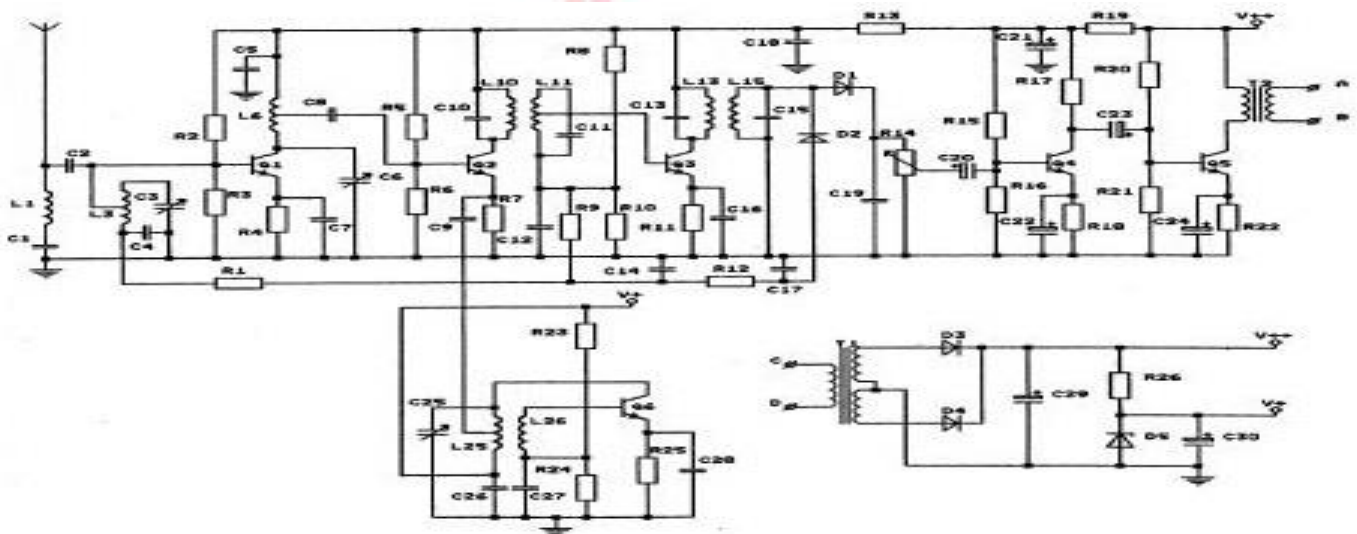 R13
R19
V++
C5
R8
C18
C21
D1
R17
R20
T2
A
L10
L11
L13
L15
C8
R5
C10
C13
C15
D2
R14
C23
B
R2
L6
C11
R15
C2
Q1
Q2
Q3
C20
Q4
Q5
C3
C6
R6
R7
C19
R16
R21
L1
L3
R3
R9
R10
C1
C4
R4
C7
C9
C12
R11
C16
C22
R18
C24
R22
R1
C14
R12
C17
V+
R23
D3
V++
T1
C
R26
D
C29
V+
C25
L26
Q6
D4
L25
R25
D5
C30
R24
C28
C26
C27